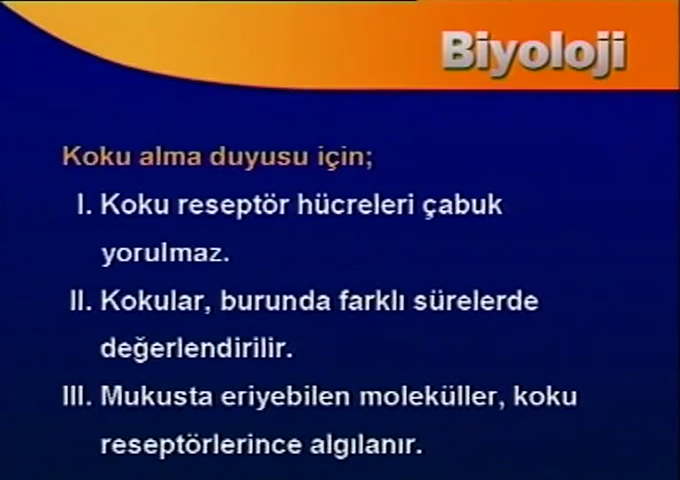 Biyoloji
Koku alma duyusu için;
I. Koku reseptör hücreleri çabuk
yorulmaz.
II. Kokular, burunda farklı sürelerde
değerlendirilir.
III. Mukusta eriyebilen moleküller, koku
reseptörlerince algılanır.